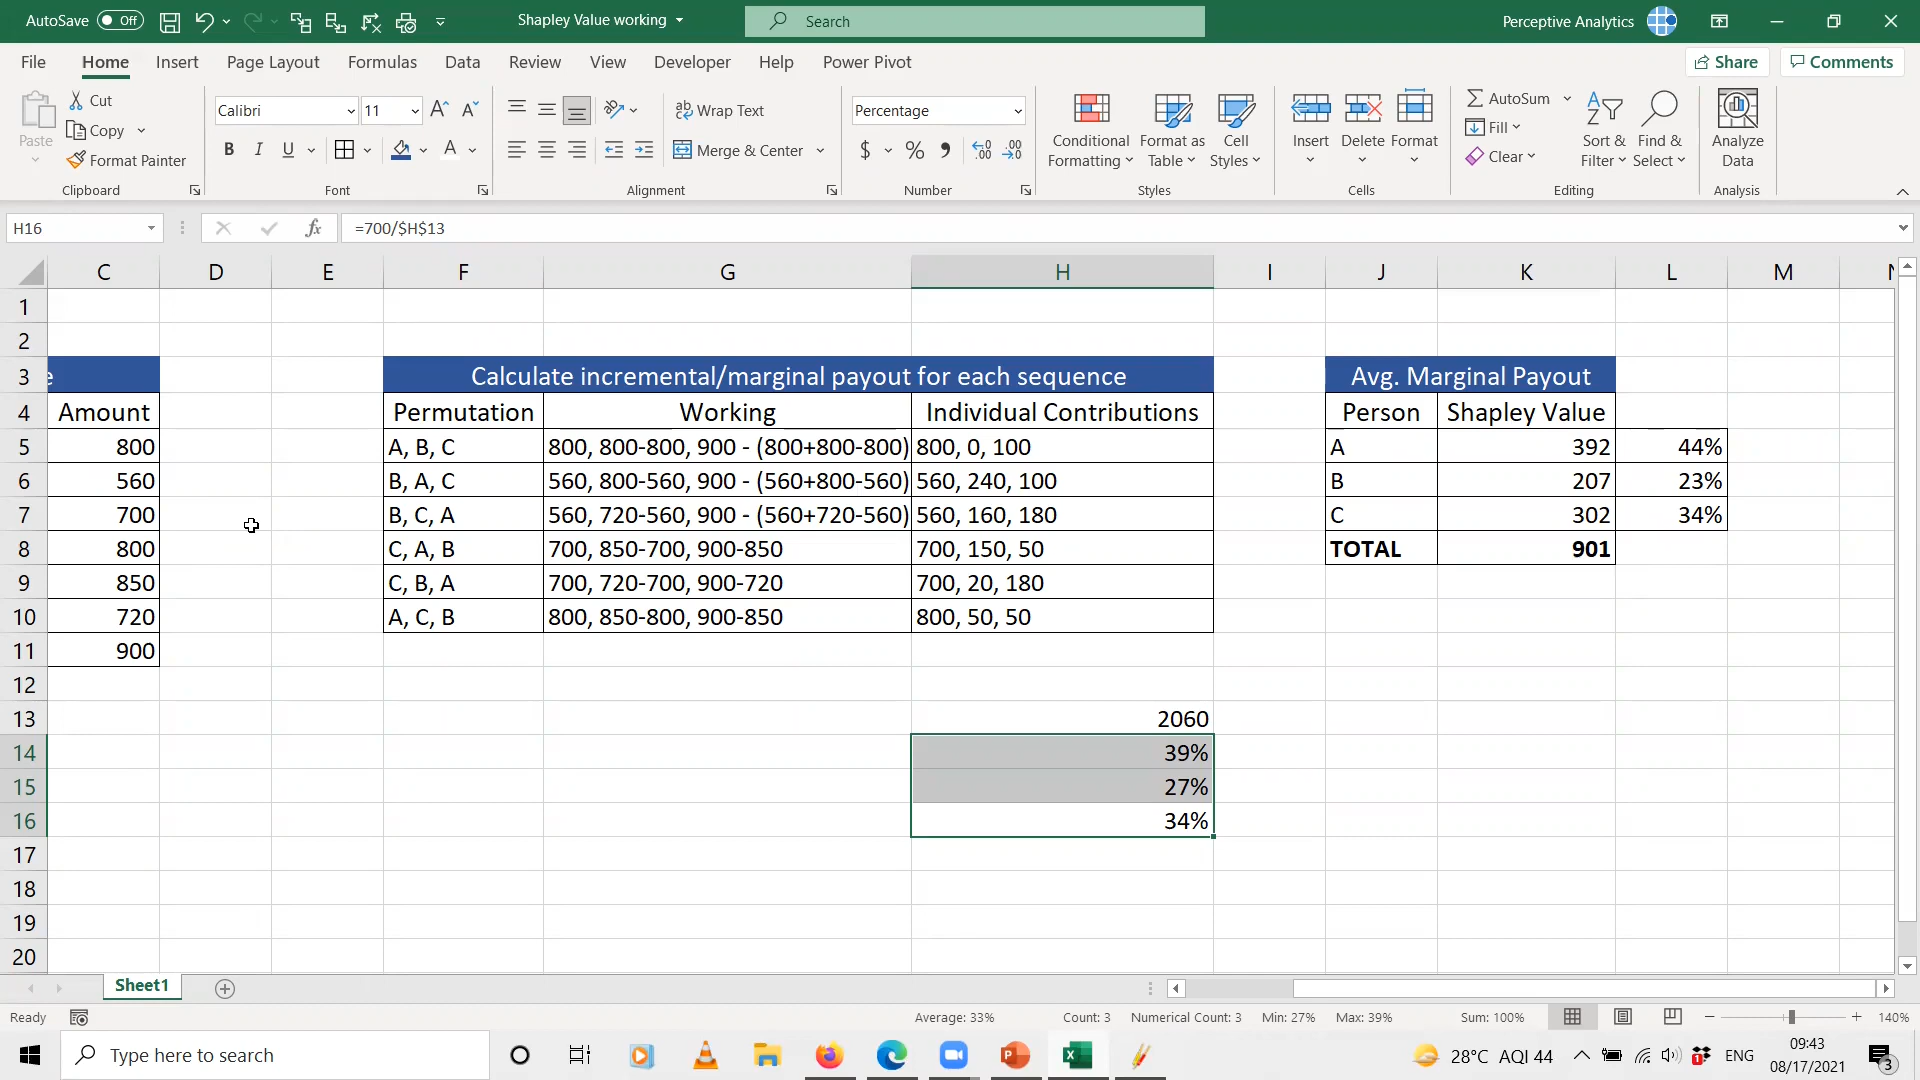 AutoSave Off Shapley Value working Search Perceptive Analytics
File Home Insert Page Layout Formulas Data Review View Developer Help Power Pivot Share Comments
Paste Cut Copy Format Painter
Clipboard
Calibri 11
B I U A
Font
Wrap Text
Merge & Center
Alignment
Percentage
$ % , .00
Number
Conditional Formatting Format as Table Cell Styles
Styles
Insert Delete Format
Cells
AutoSum Fill Clear Sort & Filter Find & Select
Editing
Analyze Data
Analysis
H16 fx =700/$H$13
C D E F G H I J K L M
1
2
3 e Calculate incremental/marginal payout for each sequence Avg. Marginal Payout
4 Amount Permutation Working Individual Contributions Person Shapley Value
5 800 A, B, C 800, 800-800, 900 - (800+800-800) 800, 0, 100 A 392 44%
6 560 B, A, C 560, 800-560, 900 - (560+800-560) 560, 240, 100 B 207 23%
7 700 B, C, A 560, 720-560, 900 - (560+720-560) 560, 160, 180 C 302 34%
8 800 C, A, B 700, 850-700, 900-850 700, 150, 50 TOTAL 901
9 850 C, B, A 700, 720-700, 900-720 700, 20, 180
10 720 A, C, B 800, 850-800, 900-850 800, 50, 50
11 900
12
13 2060
14 39%
15 27%
16 34%
17
18
19
20
Sheet1
Ready Average: 33% Count: 3 Numerical Count: 3 Min: 27% Max: 39% Sum: 100% 140%
Type here to search 28°C AQI 44 ENG 09:43
08/17/2021 3